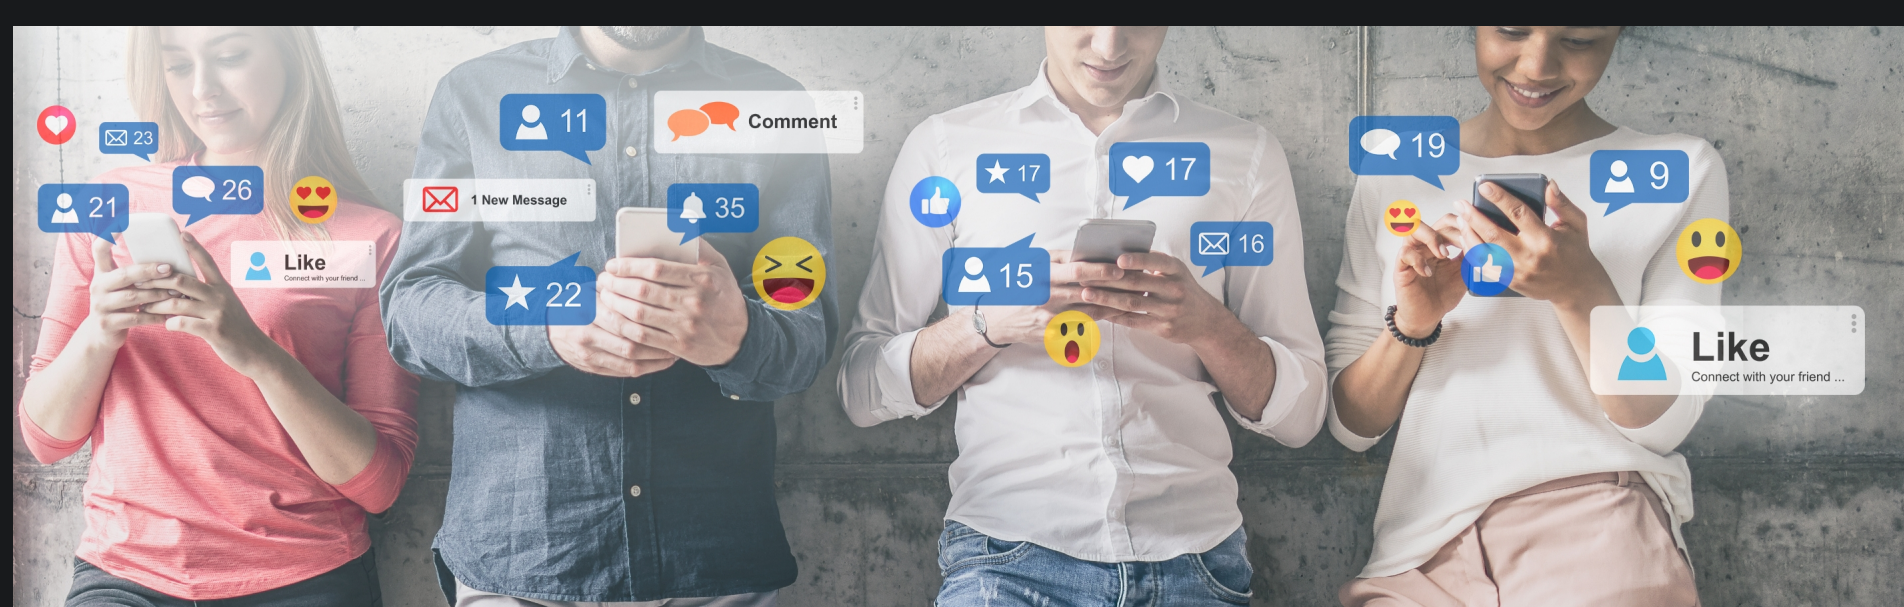 23
21
26
Like
Connect with your friend ...
11
Comment
1 New Message
35
22
17
17
15
16
19
9
Like
Connect with your friend ...